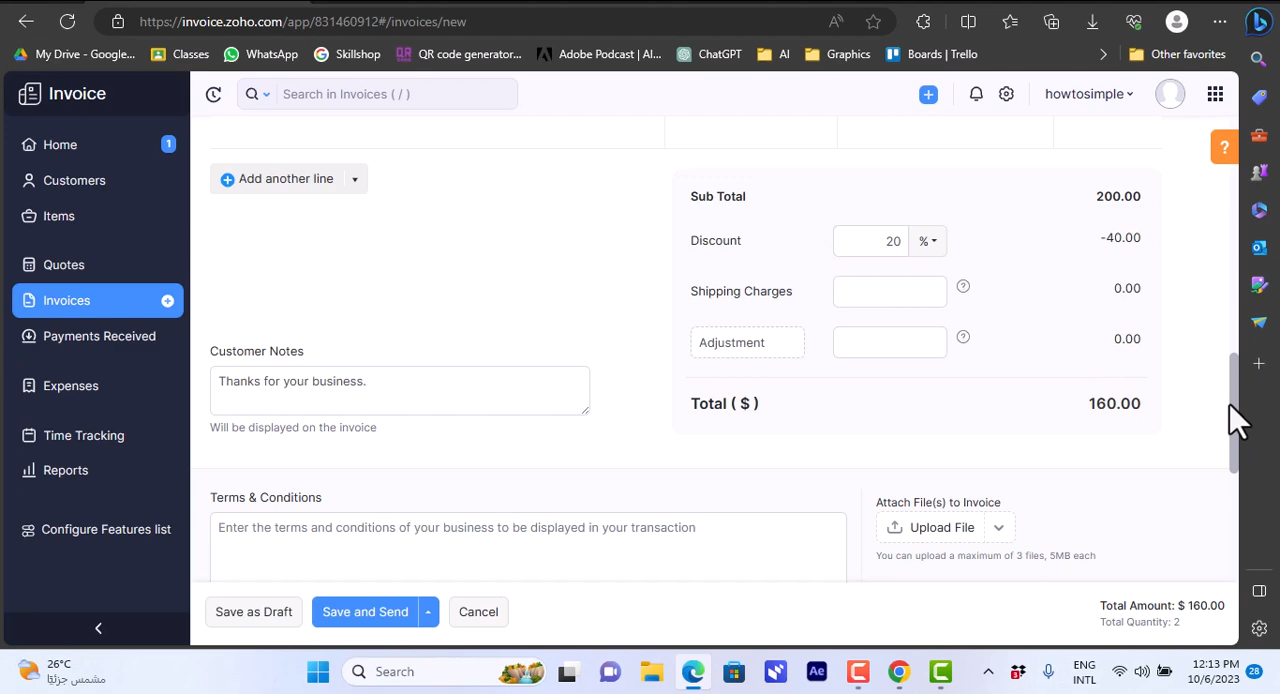 https://invoice.zoho.com/app/831460912#/invoices/new
My Drive - Google...
Classes
WhatsApp
Skillshop
QR code generator...
Adobe Podcast | AI...
ChatGPT
AI
Graphics
Boards | Trello
Other favorites
Invoice
Search in Invoices ( / )
howtosimple
Home
1
Customers
Items
Quotes
Invoices
Payments Received
Expenses
Time Tracking
Reports
Configure Features list
Add another line
Sub Total
200.00
Discount
20
%
-40.00
Shipping Charges
0.00
Adjustment
0.00
Total ( $ )
160.00
Customer Notes
Thanks for your business.
Will be displayed on the invoice
Terms & Conditions
Enter the terms and conditions of your business to be displayed in your transaction
Attach File(s) to Invoice
Upload File
You can upload a maximum of 3 files, 5MB each
Save as Draft
Save and Send
Cancel
Total Amount: $ 160.00
Total Quantity: 2
26°C
مشمس جزئيًا
Search
Ae
ENG
INTL
12:13 PM
10/6/2023
28